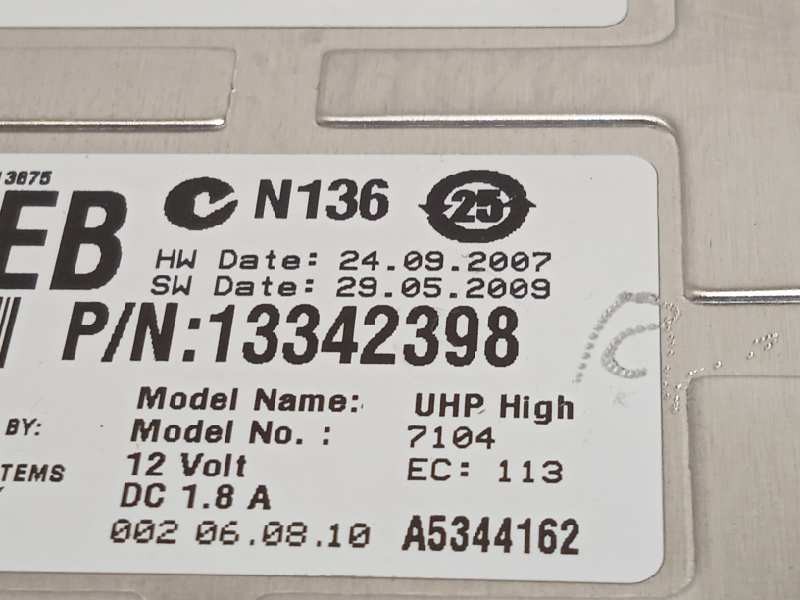 13675
EB N136 25
HW Date: 24.09.2007
SW Date: 29.05.2009
P/N:13342398
Model Name: UHP High
BY: Model No.: 7104
TEMS 12 Volt EC: 113
DC 1.8 A
002 06.08.10 A5344162